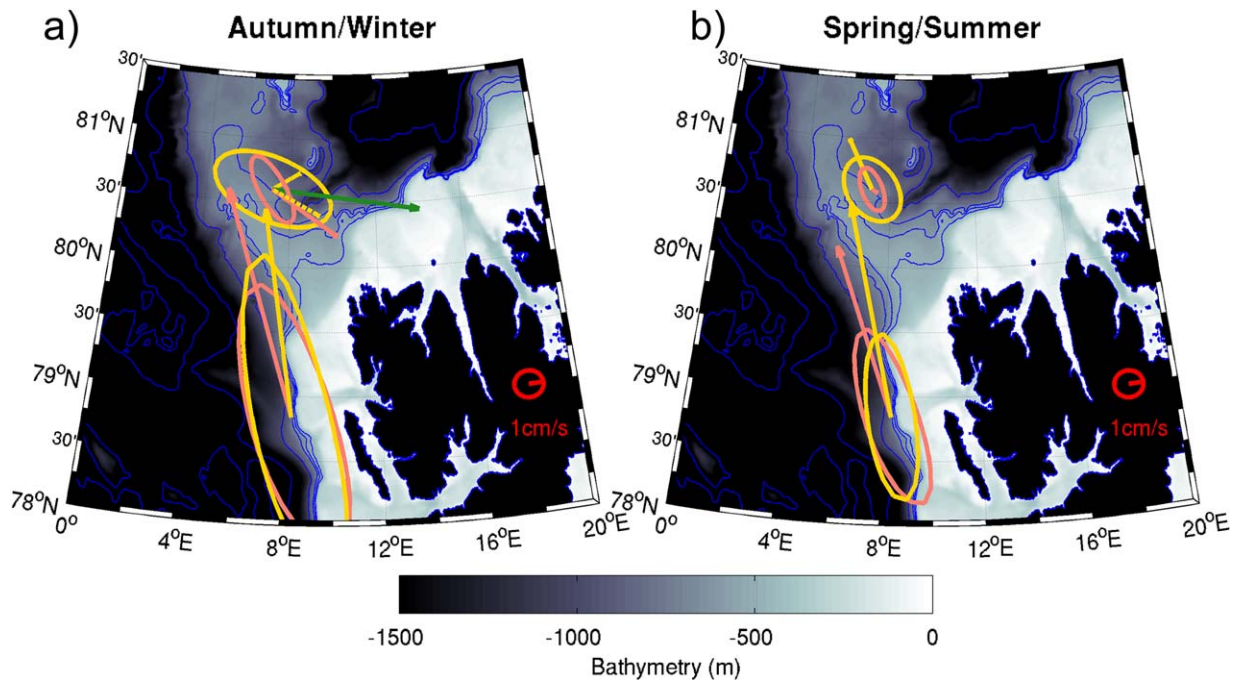 a) Autumn/Winter
b) Spring/Summer
30'
81°N
30'
80°N
30'
79°N
30'
78°N
0°
4°E
8°E
12°E
16°E
20°E
1cm/s
30'
81°N
30'
80°N
30'
79°N
30'
78°N
0°
4°E
8°E
12°E
16°E
20°E
1cm/s
-1500 -1000 -500 0
Bathymetry (m)